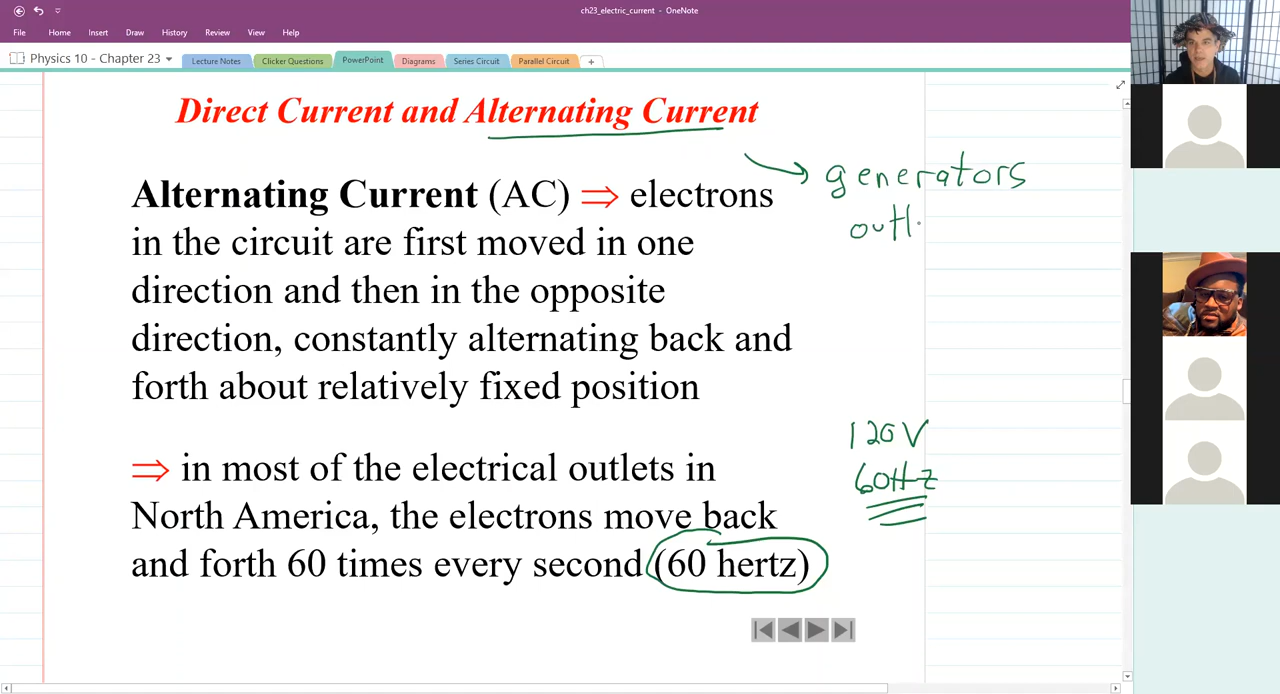 ch23_electric_current - OneNote
File Home Insert Draw History Review View Help
Physics 10 - Chapter 23 Lecture Notes Clicker Questions PowerPoint Diagrams Series Circuit Parallel Circuit +
Direct Current and Alternating Current
generators
outl
Alternating Current (AC) ⇒ electrons
in the circuit are first moved in one
direction and then in the opposite
direction, constantly alternating back and
forth about relatively fixed position
120V
60Hz
⇒ in most of the electrical outlets in
North America, the electrons move back
and forth 60 times every second (60 hertz)